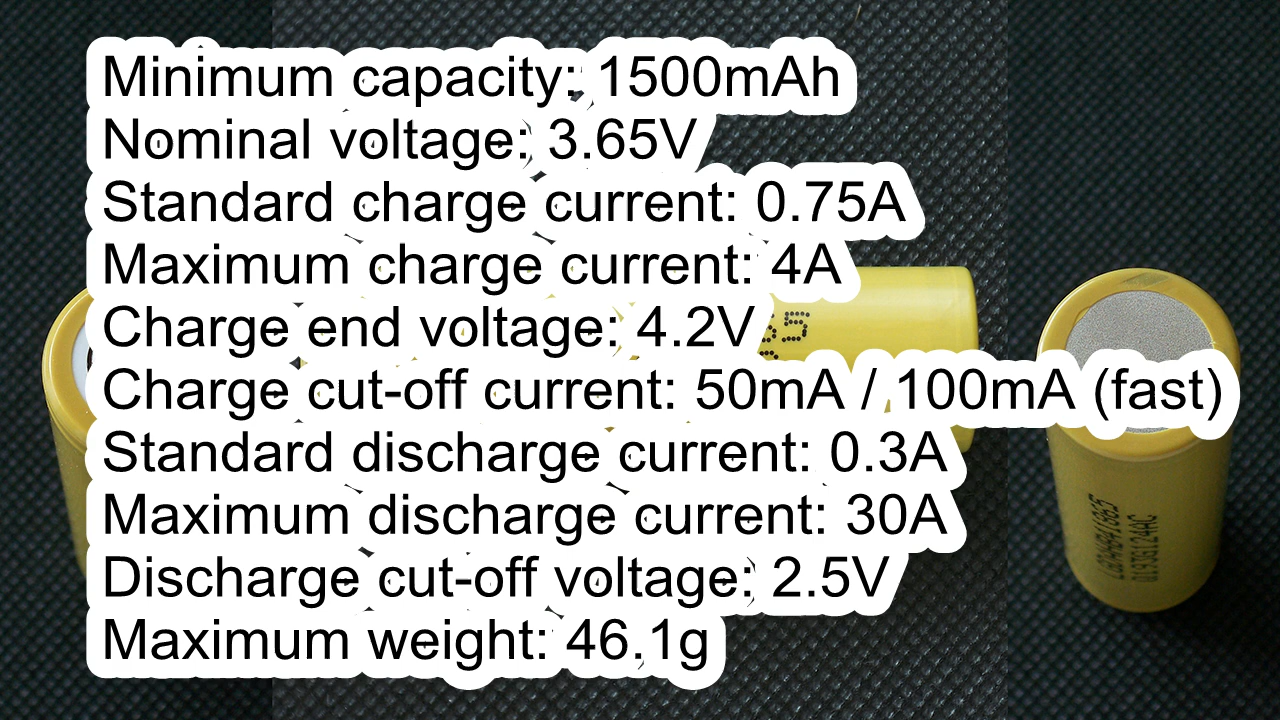 Minimum capacity: 1500mAh
Nominal voltage: 3.65V
Standard charge current: 0.75A
Maximum charge current: 4A
Charge end voltage: 4.2V
Charge cut-off current: 50mA / 100mA (fast)
Standard discharge current: 0.3A
Maximum discharge current: 30A
Discharge cut-off voltage: 2.5V
Maximum weight: 46.1g